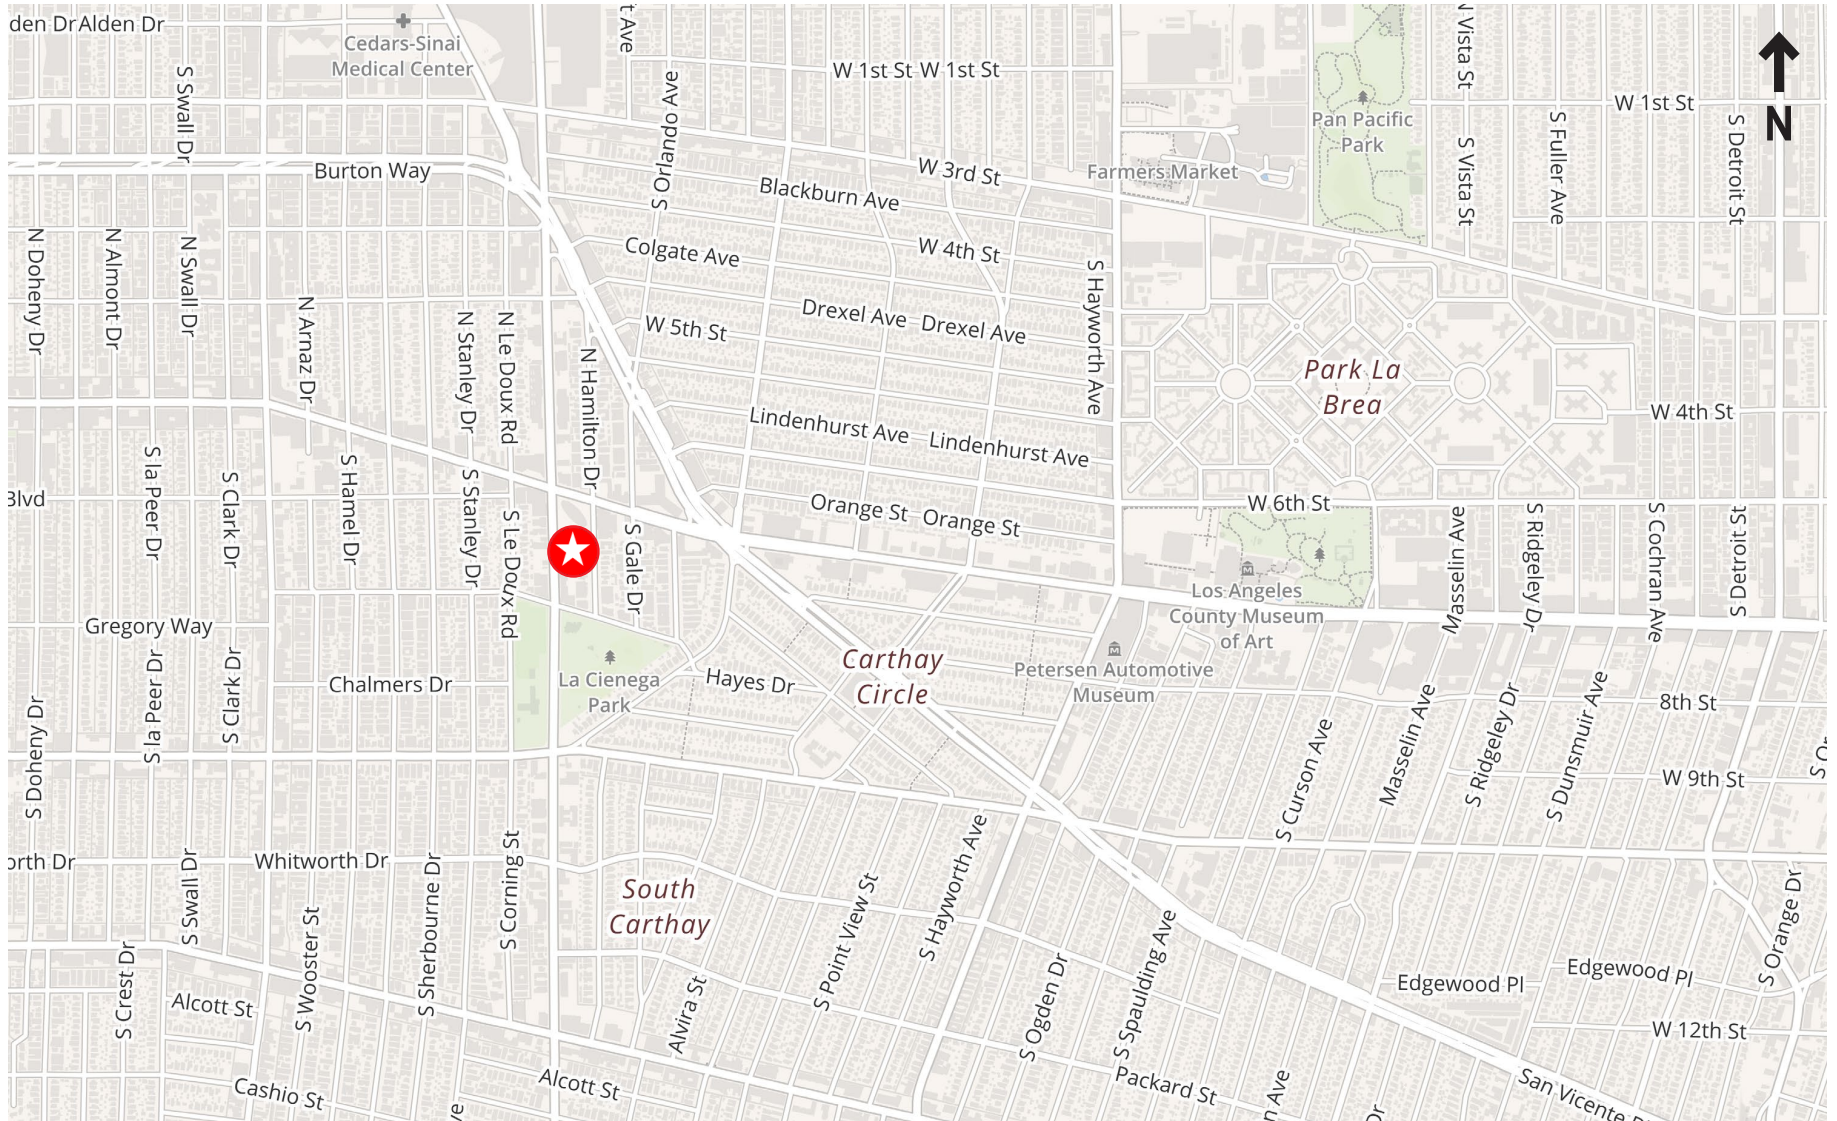 den Dr
Alden Dr
Cedars-Sinai
Medical Center
t Ave
W 1st St
W 1st St
N Vista St
W 1st St
N
S Swall Dr
S Orlando Ave
Pan Pacific
Park
S Vista St
S Fuller Ave
S Detroit St
Burton Way
W 3rd St
Farmers Market
Blackburn Ave
N Doheny Dr
N Almont Dr
N Swall Dr
Colgate Ave
W 4th St
S Hayworth Ave
N Arnaz Dr
N Stanley Dr
N Le Doux Rd
N Hamilton Dr
W 5th St
Drexel Ave
Drexel Ave
Park La
Brea
W 4th St
Lindenhurst Ave
Lindenhurst Ave
Blvd
S la Peer Dr
S Clark Dr
S Hamel Dr
S Stanley Dr
S Le Doux Rd
S Gale Dr
Orange St
Orange St
W 6th St
Masselin Ave
S Ridgeley Dr
S Cochran Ave
S Detroit St
Los Angeles
County Museum
of Art
Gregory Way
S la Peer Dr
S Clark Dr
Chalmers Dr
La Cienega
Park
Hayes Dr
Carthay
Circle
Petersen Automotive
Museum
8th St
S Doheny Dr
S Curson Ave
Masselin Ave
S Ridgeley Dr
S Dunsmuir Ave
W 9th St
S Or
orth Dr
S Swall Dr
Whitworth Dr
S Wooster St
S Sherbourne Dr
S Corning St
South
Carthay
S Point View St
S Hayworth Ave
S Orange Dr
S Crest Dr
Alcott St
Alvira St
S Ogden Dr
S Spaulding Ave
Edgewood Pl
Edgewood Pl
W 12th St
Cashio St
ve
Alcott St
Packard St
n Ave
Dr
San Vicente